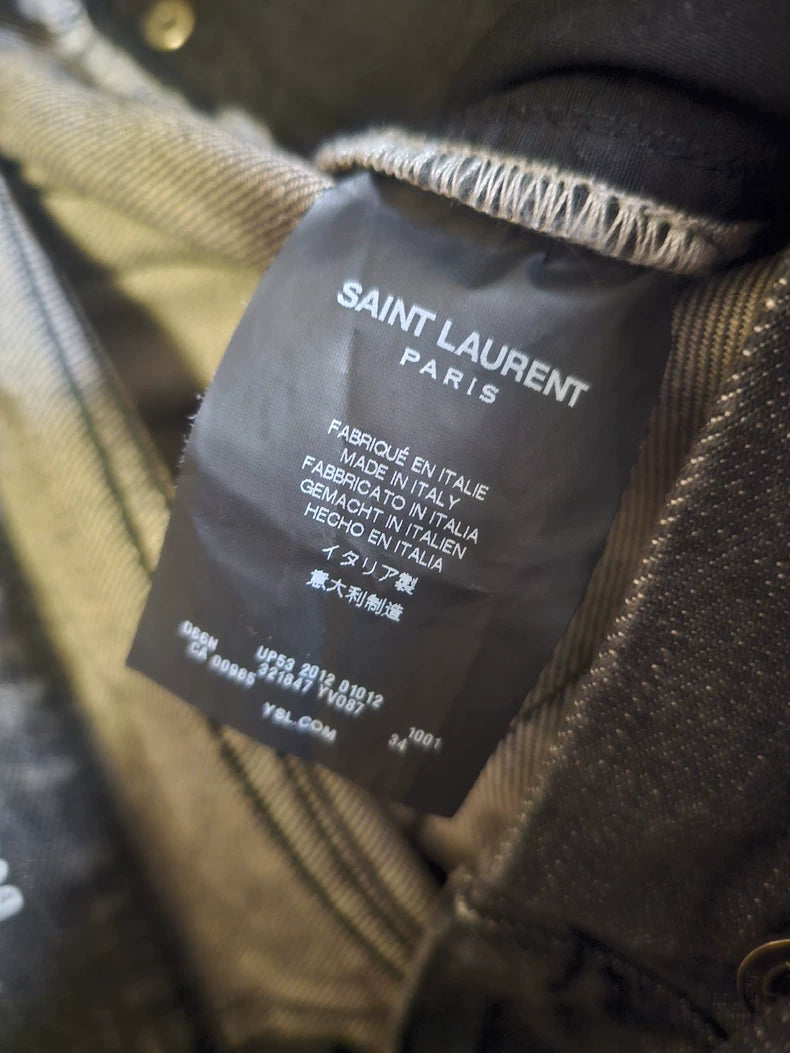 SAINT LAURENT
PARIS
FABRIQUÉ EN ITALIE
MADE IN ITALY
FABBRICATO IN ITALIA
GEMACHT IN ITALIEN
HECHO EN ITALIA
イタリア製
意大利制造
UP53 2012 D1012
CA 00985 321847 YV087 1001
YSL.COM 34